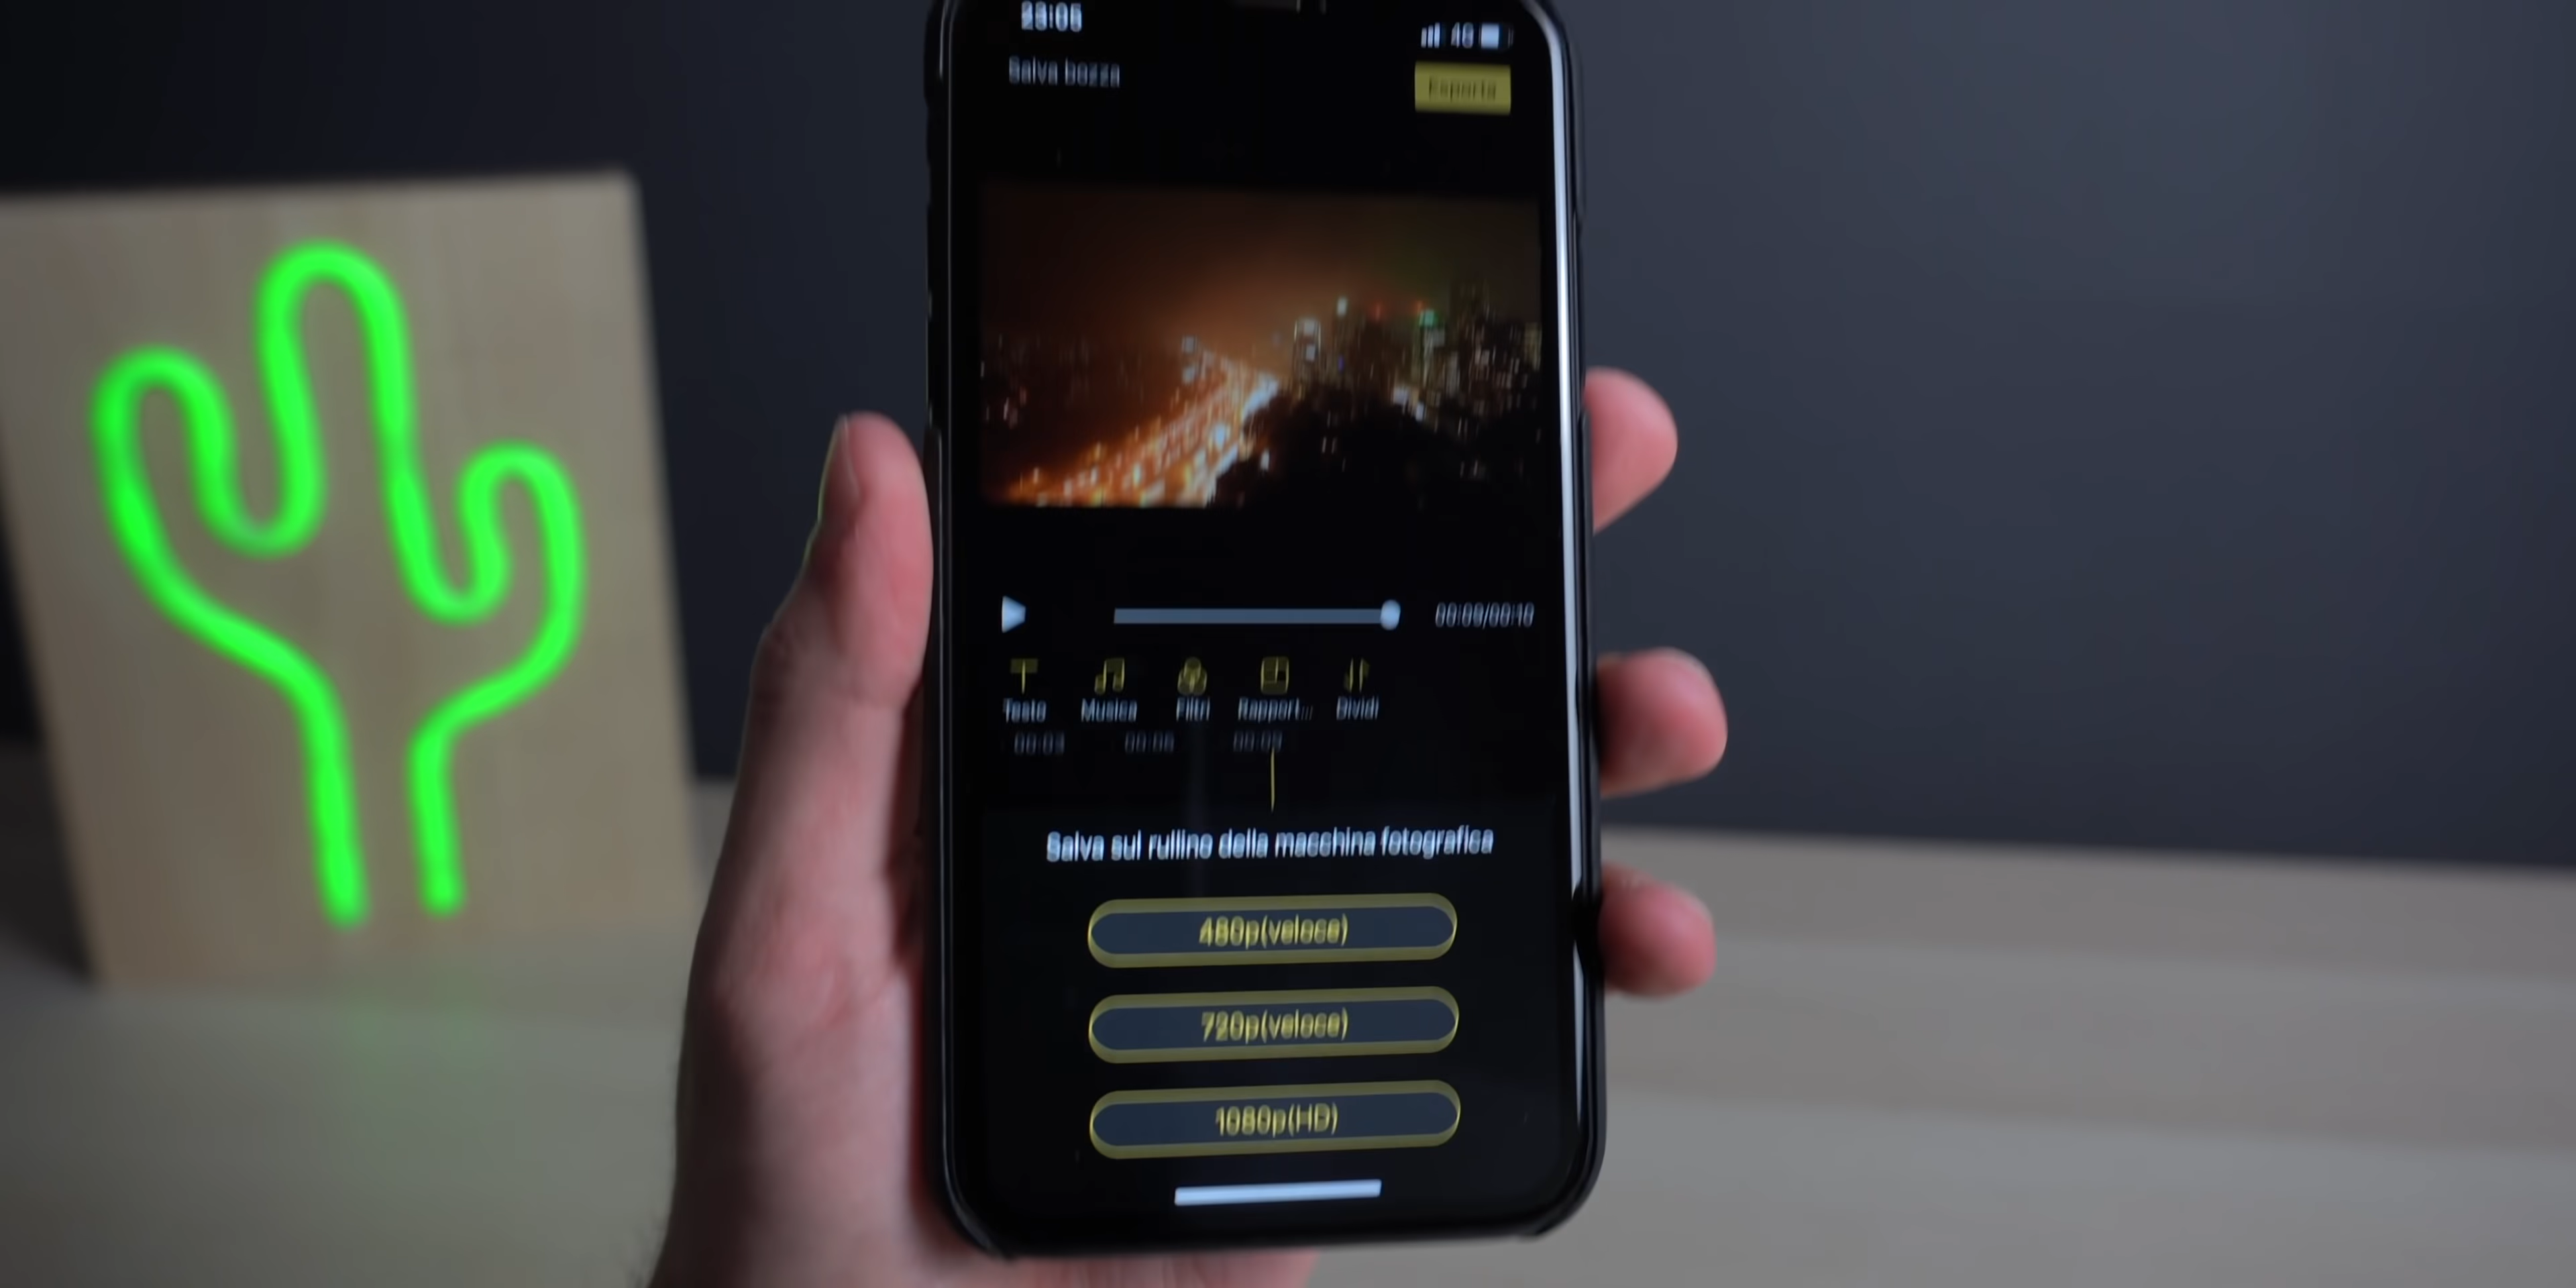 23:05
4G
Salva bozza
Esporta
00:09/00:10
Testo Musica Filtri Rapport... Dividi
00:03 00:06 00:09
Salva sul rullino della macchina fotografica
480p(veloce)
720p(veloce)
1080p(HD)